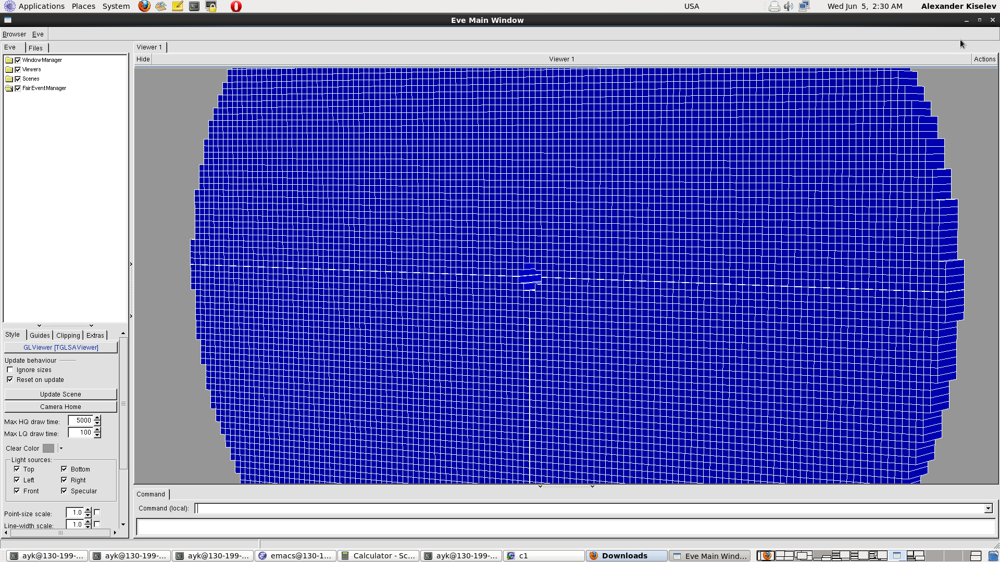 Applications Places System USA Wed Jun 5, 2:30 AM Alexander Kiselev
Eve Main Window
Browser Eve
Eve Files Viewer 1
Hide Viewer 1 Actions
Window Manager
Viewers
Scenes
FairEventManager
Style Guides Clipping Extras
GLViewer [TGLSAViewer]
Update behaviour
Ignore sizes
Reset on update
Update Scene
Camera Home
Max HQ draw time: 5000
Max LQ draw time: 100
Clear Color
Light sources:
Top Bottom
Left Right
Front Specular
Point-size scale: 1.0
Line-width scale: 1.0
Command
Command (local):
ayk@130-199-... ayk@130-199-... ayk@130-199-... emacs@130-1... Calculator - Sc... ayk@130-199-... c1 Downloads Eve Main Wind...